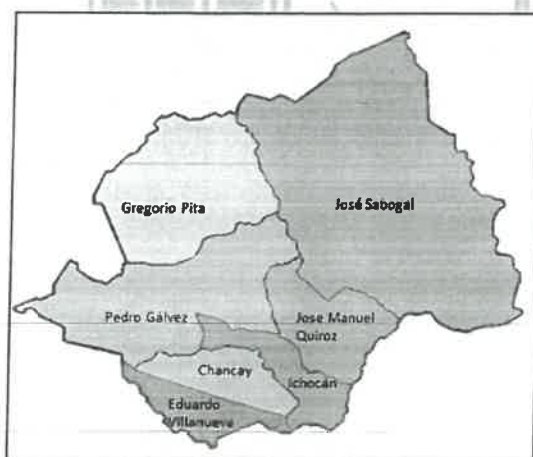 Gregorio Pita
José Sabogal
Pedro Gálvez
Jose Manuel
Quiroz
Chancay
Ichocán
Eduardo
Villanueva